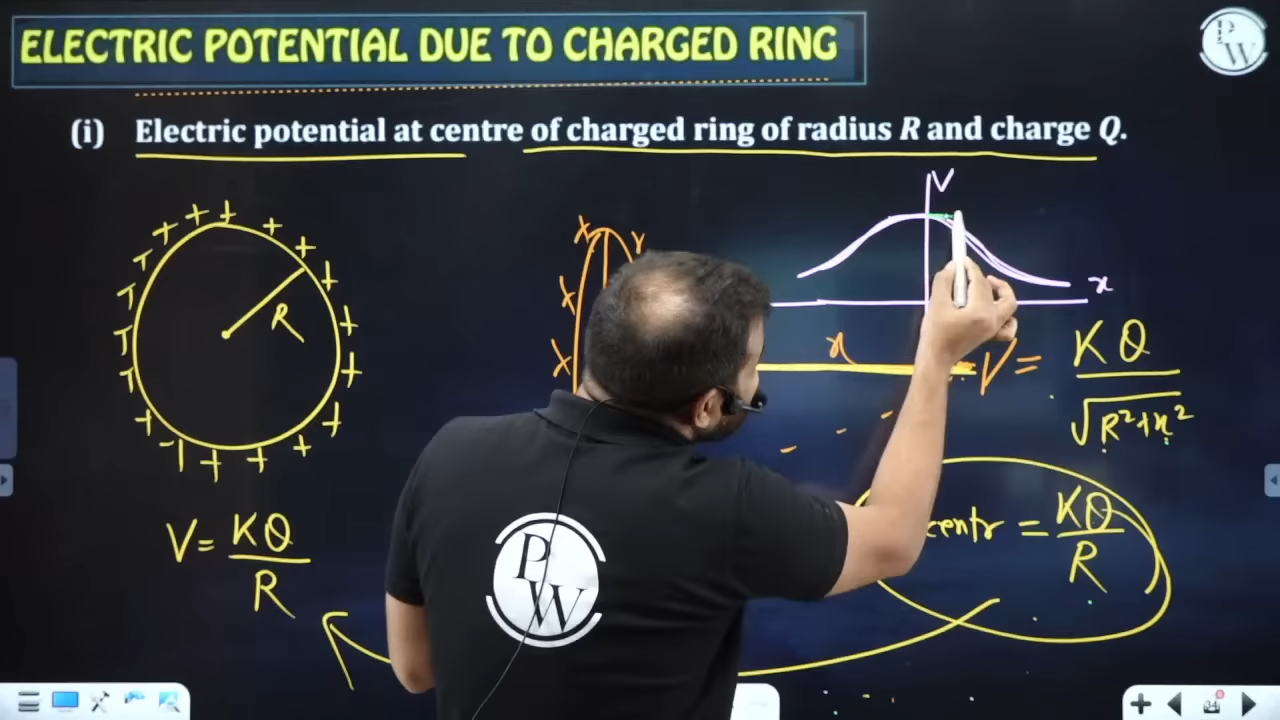 ELECTRIC POTENTIAL DUE TO CHARGED RING
PW
(i) Electric potential at centre of charged ring of radius R and charge Q.
V
x
R
x
V = KQ / √R²+x²
V = KQ / R
centr = KQ / R
PW
34